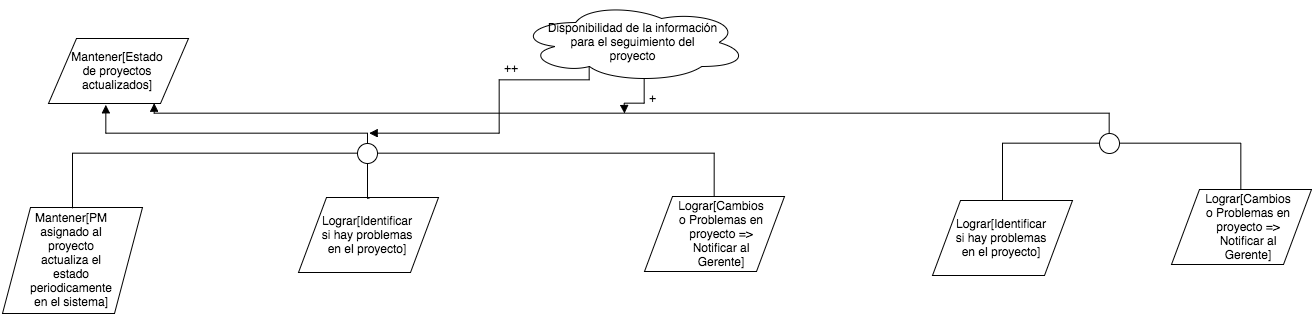 Disponibilidad de la información
para el seguimiento del
proyecto
Mantener[Estado
de proyectos
actualizados]
++
+
Mantener[PM
asignado al
proyecto
actualiza el
estado
periodicamente
en el sistema]
Lograr[Identificar
si hay problemas
en el proyecto]
Lograr[Cambios
o Problemas en
proyecto =>
Notificar al
Gerente]
Lograr[Identificar
si hay problemas
en el proyecto]
Lograr[Cambios
o Problemas en
proyecto =>
Notificar al
Gerente]